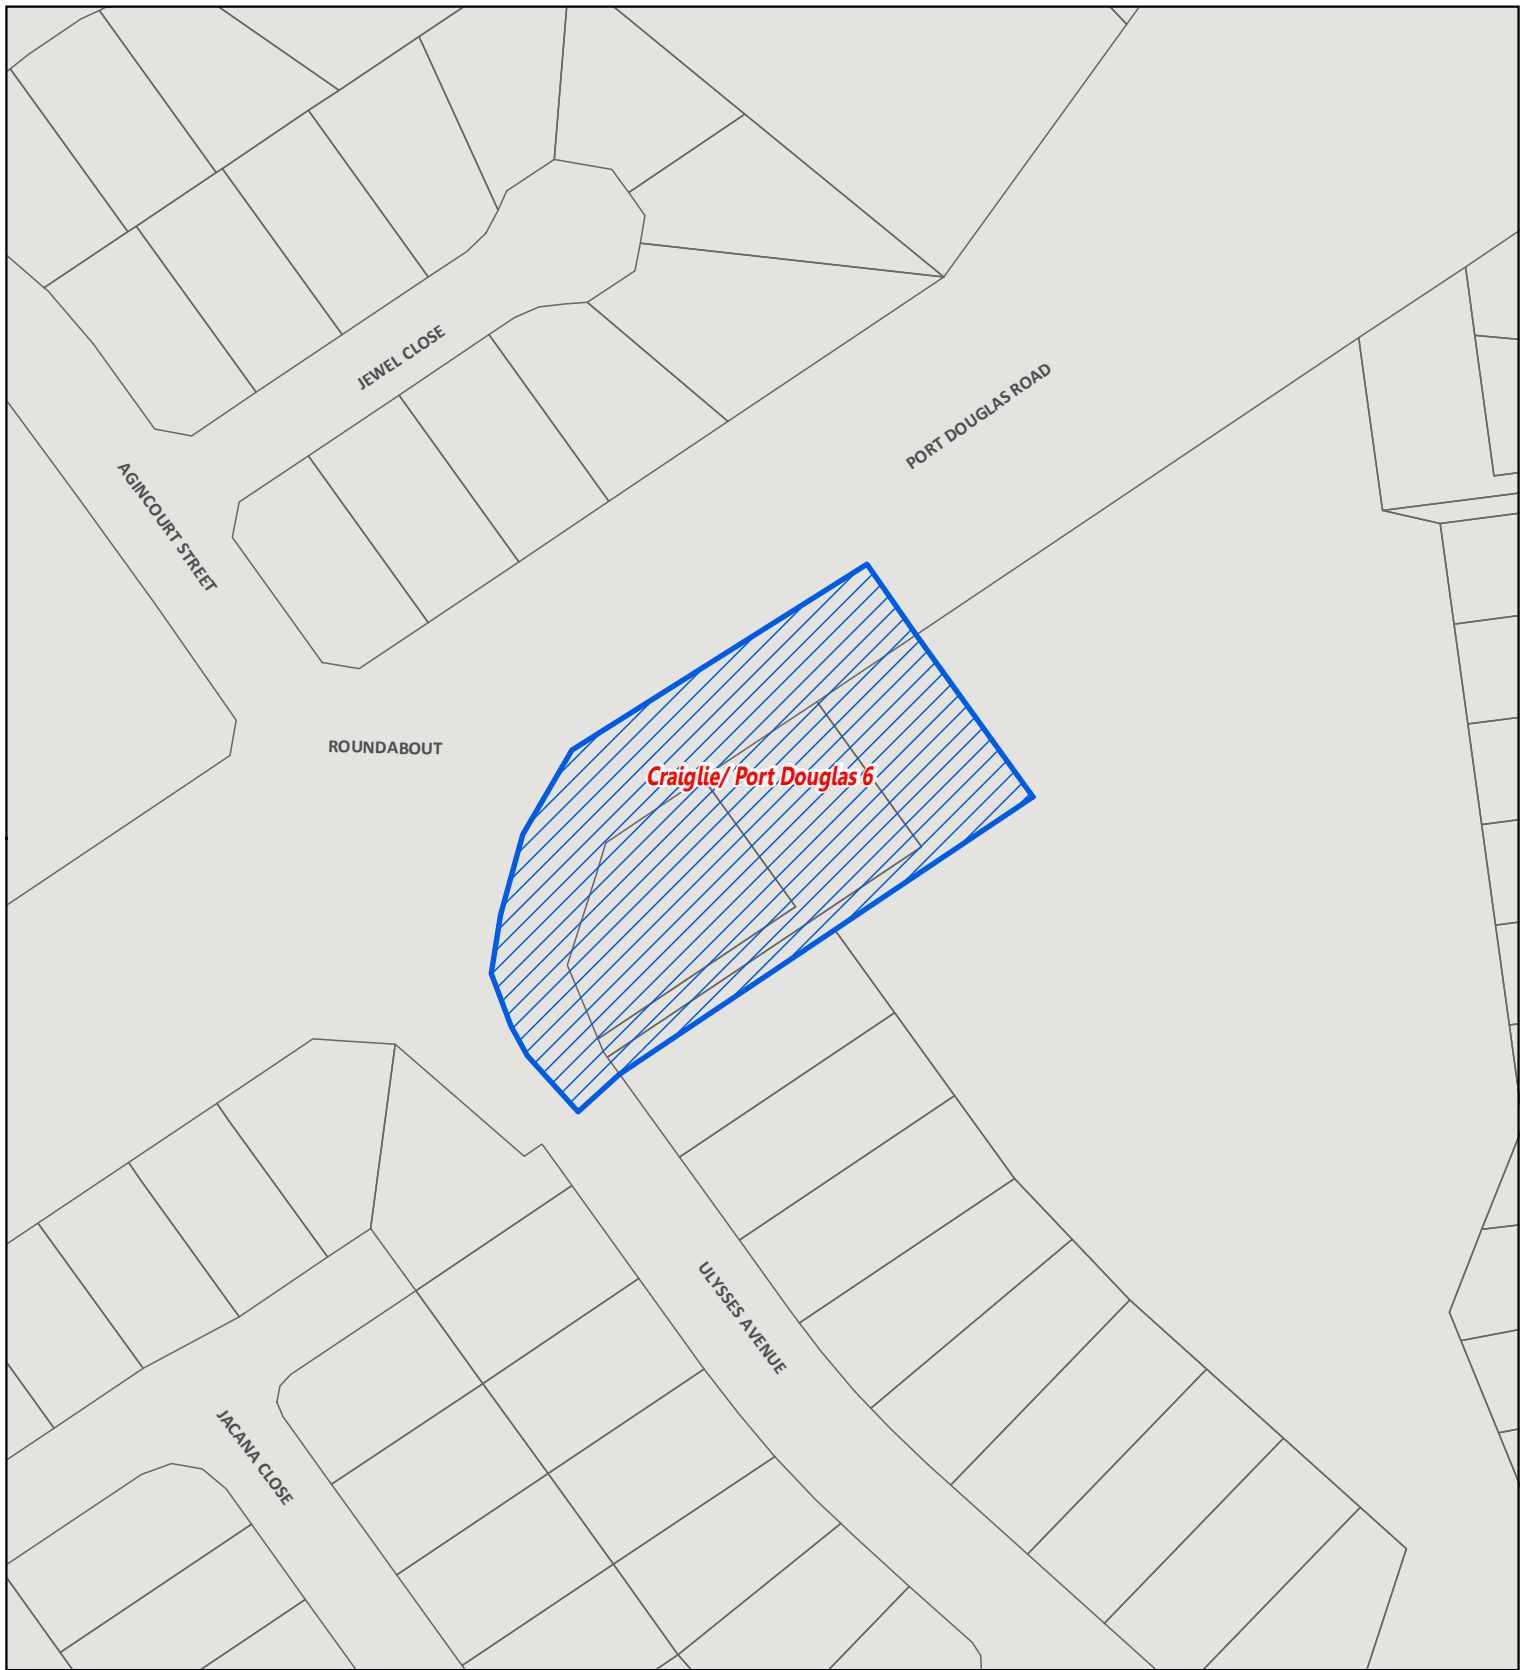 JEWEL CLOSE
PORT DOUGLAS ROAD
AGINCOURT STREET
ROUNDABOUT
Craiglie/ Port Douglas 6
ULYSSES AVENUE
JACANA CLOSE